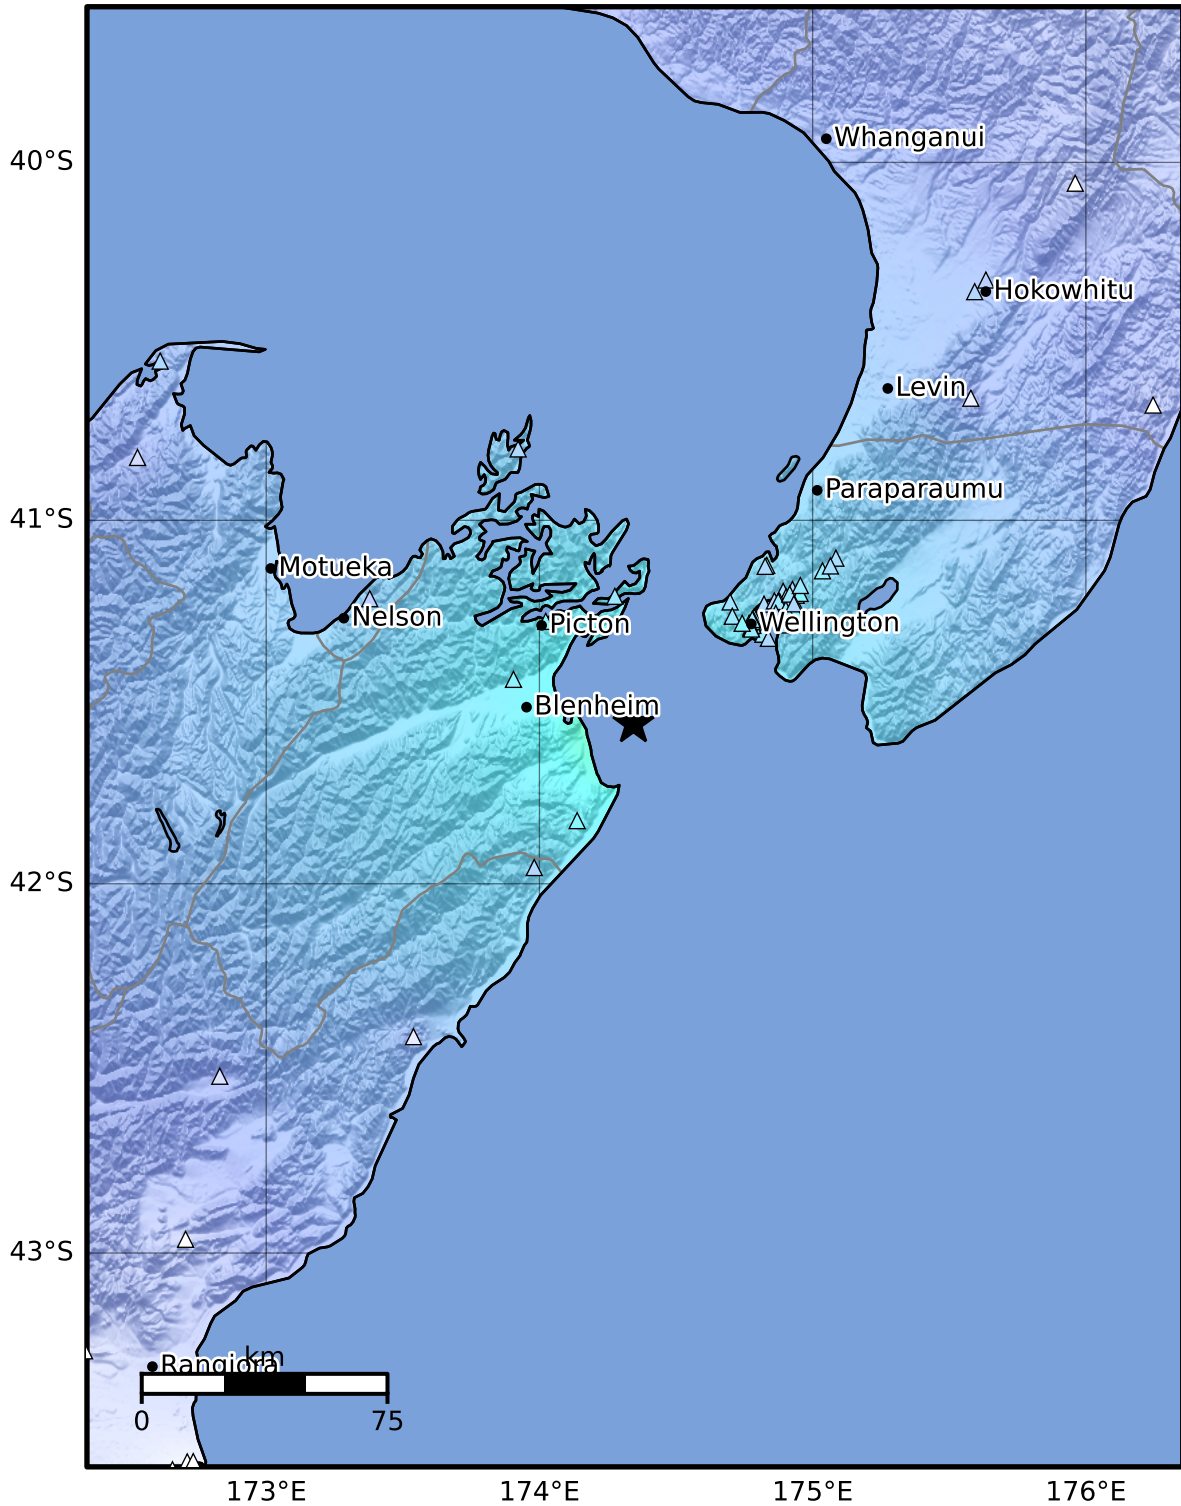 Whanganui
40°S
Hokowhitu
Levin
Paraparaumu
41°S
Motueka
Nelson
Picton
Wellington
Blenheim
42°S
43°S
km
Rangiora
0
75
173°E
174°E
175°E
176°E